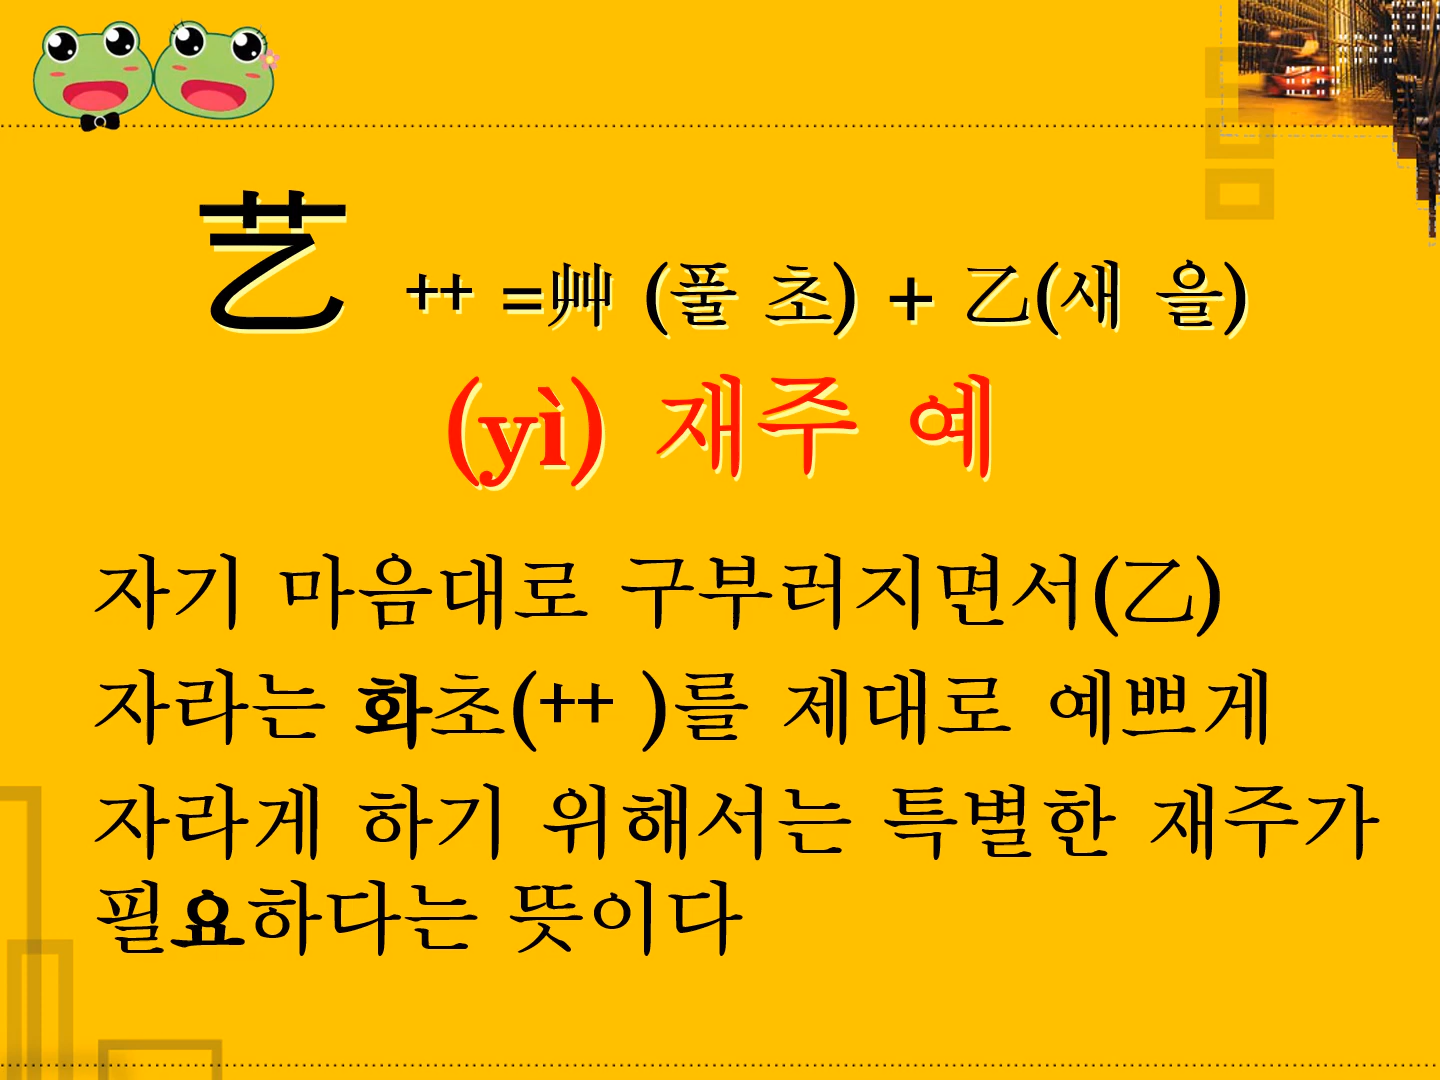 艺 ⺿ =艸 (풀 초) + 乙(새 을)
(yì) 재주 예
자기 마음대로 구부러지면서(乙)
자라는 화초(⺿ )를 제대로 예쁘게
자라게 하기 위해서는 특별한 재주가
필요하다는 뜻이다